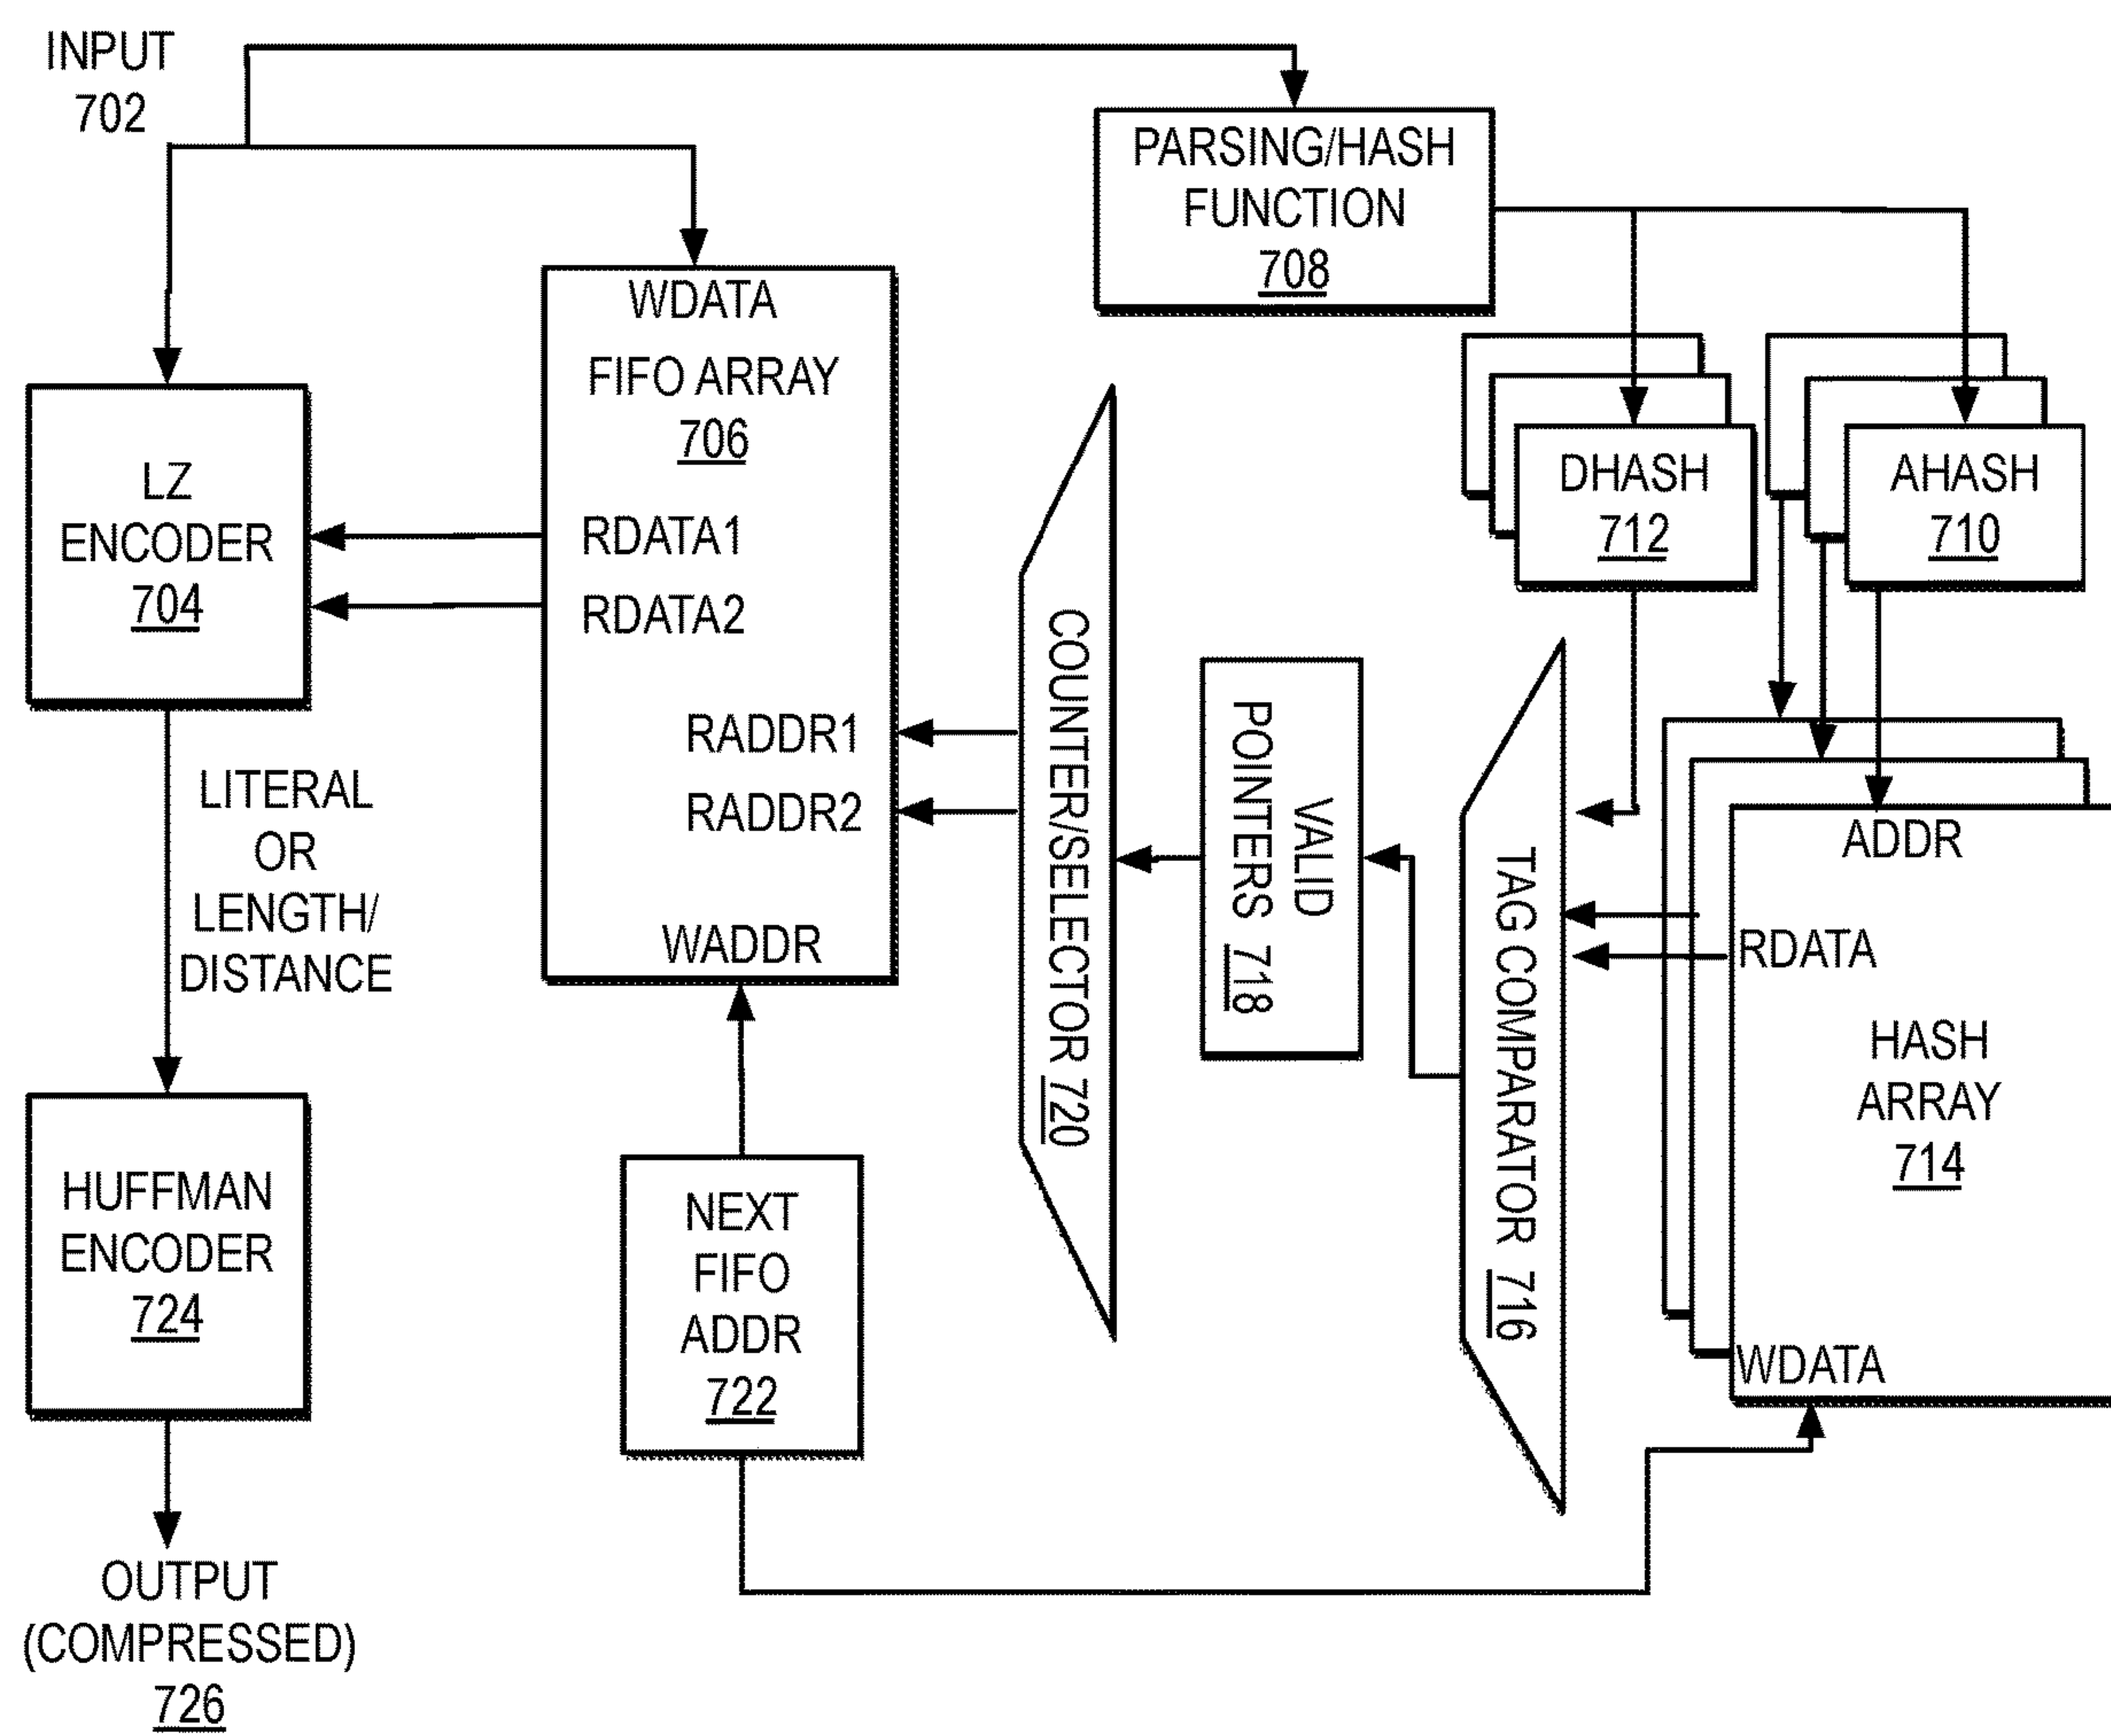 INPUT
702
PARSING/HASH
FUNCTION
708
WDATA
FIFO ARRAY
706
RDATA1
RDATA2
RADDR1
RADDR2
WADDR
LZ
ENCODER
704
DHASH
712
AHASH
710
COUNTER/SELECTOR 720
VALID
POINTERS 718
TAG COMPARATOR 716
ADDR
RDATA
HASH
ARRAY
714
WDATA
LITERAL
OR
LENGTH/
DISTANCE
HUFFMAN
ENCODER
724
NEXT
FIFO
ADDR
722
OUTPUT
(COMPRESSED)
726